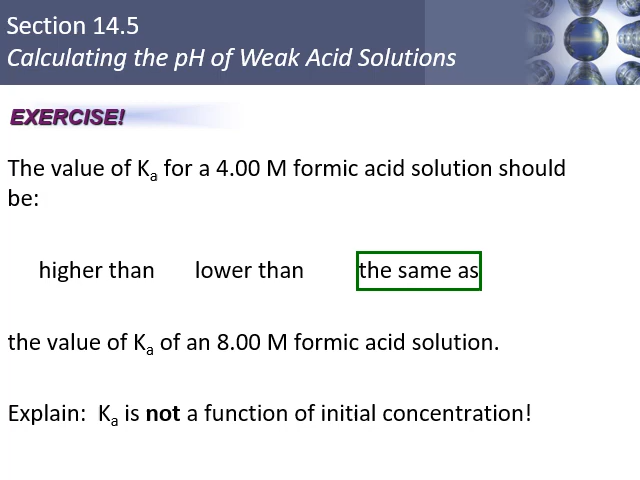 Section 14.5
Calculating the pH of Weak Acid Solutions
EXERCISE!
The value of Kₐ for a 4.00 M formic acid solution should
be:
higher than lower than the same as
the value of Kₐ of an 8.00 M formic acid solution.
Explain: Kₐ is not a function of initial concentration!